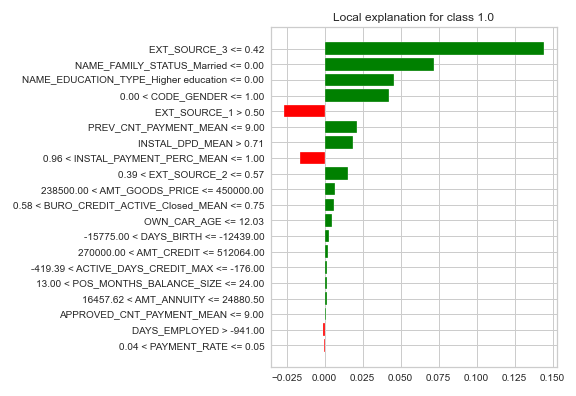 Local explanation for class 1.0
EXT_SOURCE_3 <= 0.42
NAME_FAMILY_STATUS_Married <= 0.00
NAME_EDUCATION_TYPE_Higher education <= 0.00
0.00 < CODE_GENDER <= 1.00
EXT_SOURCE_1 > 0.50
PREV_CNT_PAYMENT_MEAN <= 9.00
INSTAL_DPD_MEAN > 0.71
0.96 < INSTAL_PAYMENT_PERC_MEAN <= 1.00
0.39 < EXT_SOURCE_2 <= 0.57
238500.00 < AMT_GOODS_PRICE <= 450000.00
0.58 < BURO_CREDIT_ACTIVE_Closed_MEAN <= 0.75
OWN_CAR_AGE <= 12.03
-15775.00 < DAYS_BIRTH <= -12439.00
270000.00 < AMT_CREDIT <= 512064.00
-419.39 < ACTIVE_DAYS_CREDIT_MAX <= -176.00
13.00 < POS_MONTHS_BALANCE_SIZE <= 24.00
16457.62 < AMT_ANNUITY <= 24880.50
APPROVED_CNT_PAYMENT_MEAN <= 9.00
DAYS_EMPLOYED > -941.00
0.04 < PAYMENT_RATE <= 0.05
−0.025 0.000 0.025 0.050 0.075 0.100 0.125 0.150